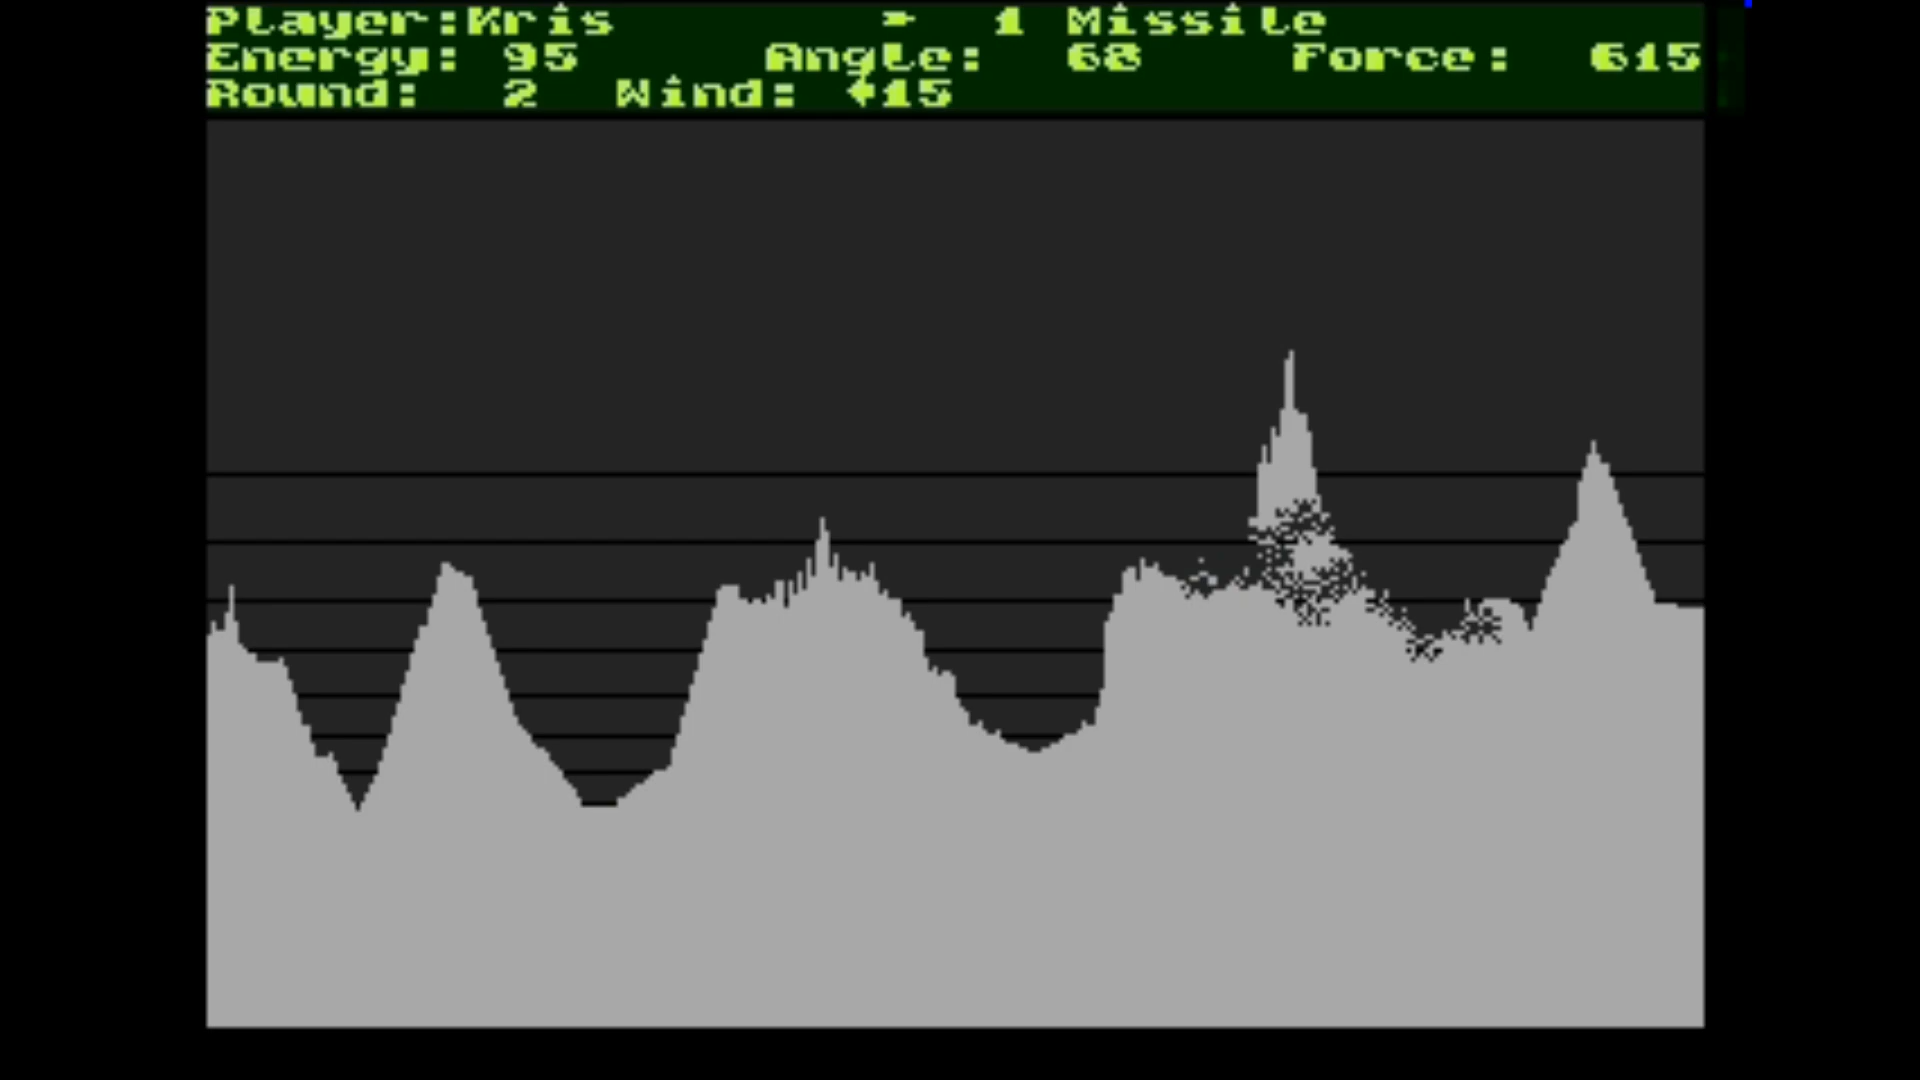 Player:Kris 1 Missile
Energy: 95 Angle: 68 Force: 615
Round: 2 Wind: ←15